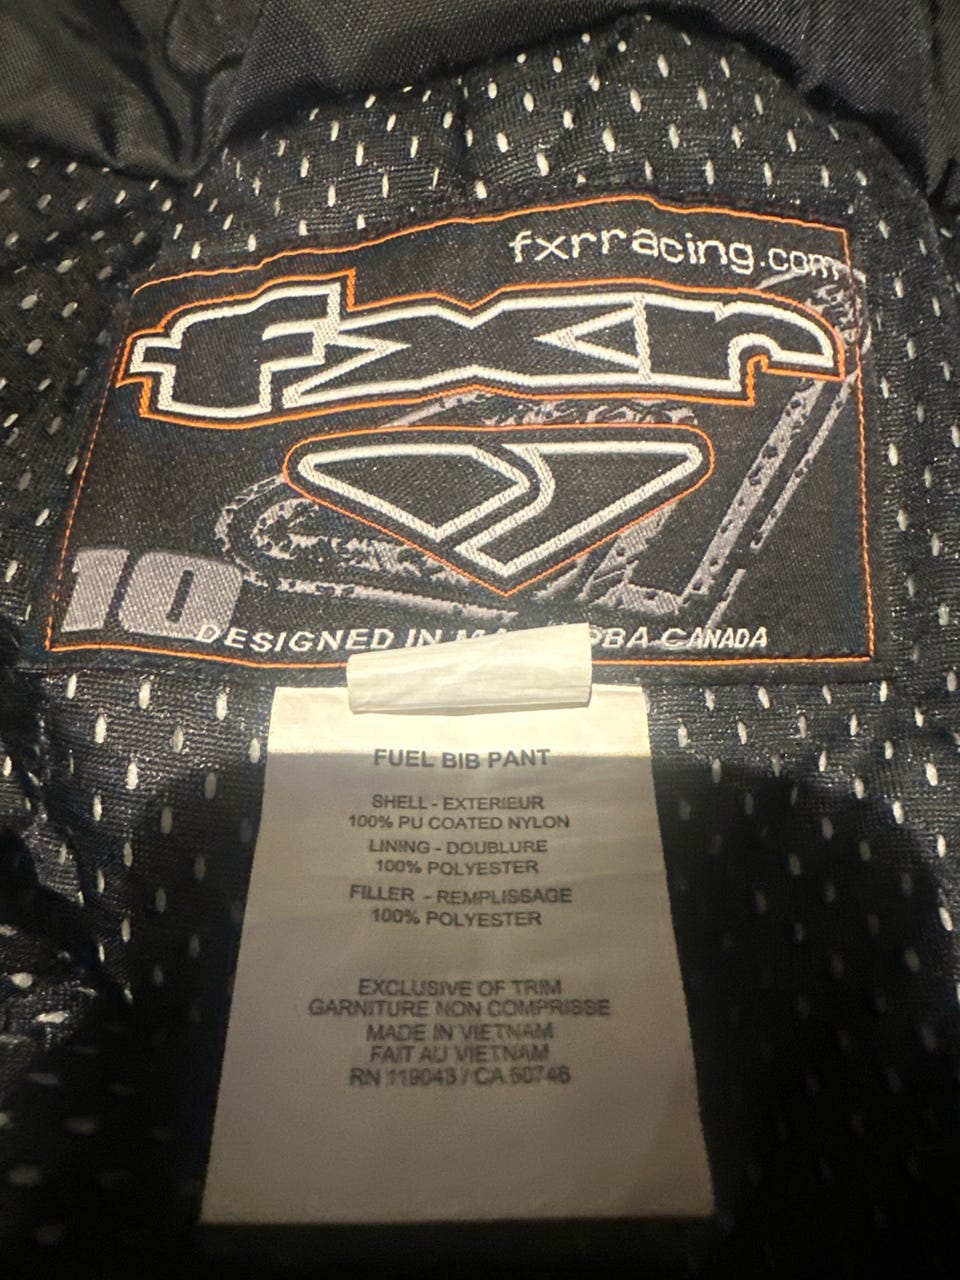 fxrracing.com
fxr
10
DESIGNED IN CANADA
FUEL BIB PANT
SHELL - EXTERIEUR
100% PU COATED NYLON
LINING - DOUBLURE
100% POLYESTER
FILLER - REMPLISSAGE
100% POLYESTER
EXCLUSIVE OF TRIM
GARNITURE NON COMPRISSE
MADE IN VIETNAM
FAIT AU VIETNAM
RN 119043 / CA 50746